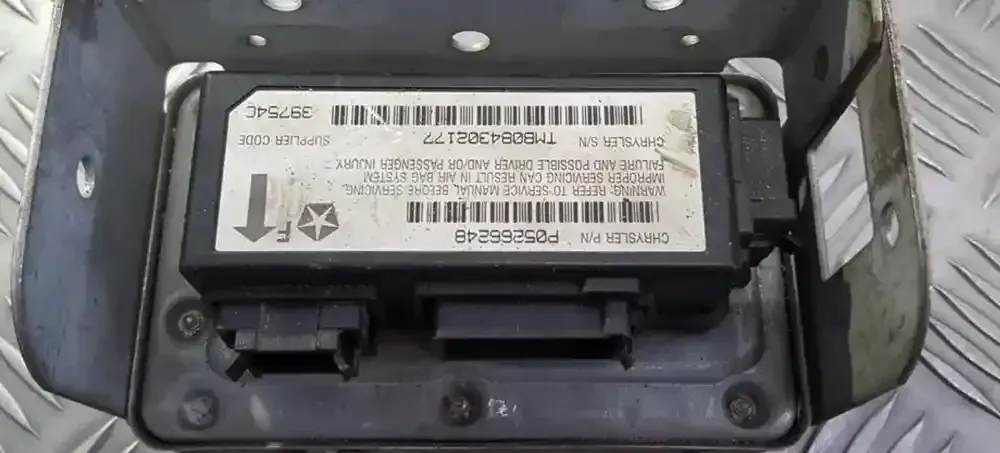 CHRYSLER P/N P05266248
WARNING: REFER TO SERVICE MANUAL BEFORE SERVICING.
IMPROPER SERVICING CAN RESULT IN AIR BAG SYSTEM
FAILURE AND POSSIBLE DRIVER AND/OR PASSENGER INJURY
CHRYSLER S/N TMB084302177 SUPPLIER CODE
39754C